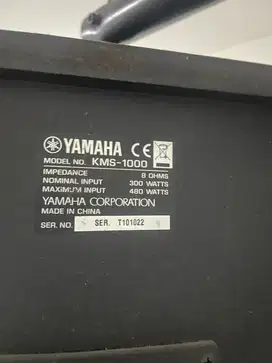 YAMAHA CE
MODEL NO. KMS-1000
IMPEDANCE 8 OHMS
NOMINAL INPUT 300 WATTS
MAXIMUM INPUT 480 WATTS
YAMAHA CORPORATION
MADE IN CHINA
SER. NO. SER. T101022